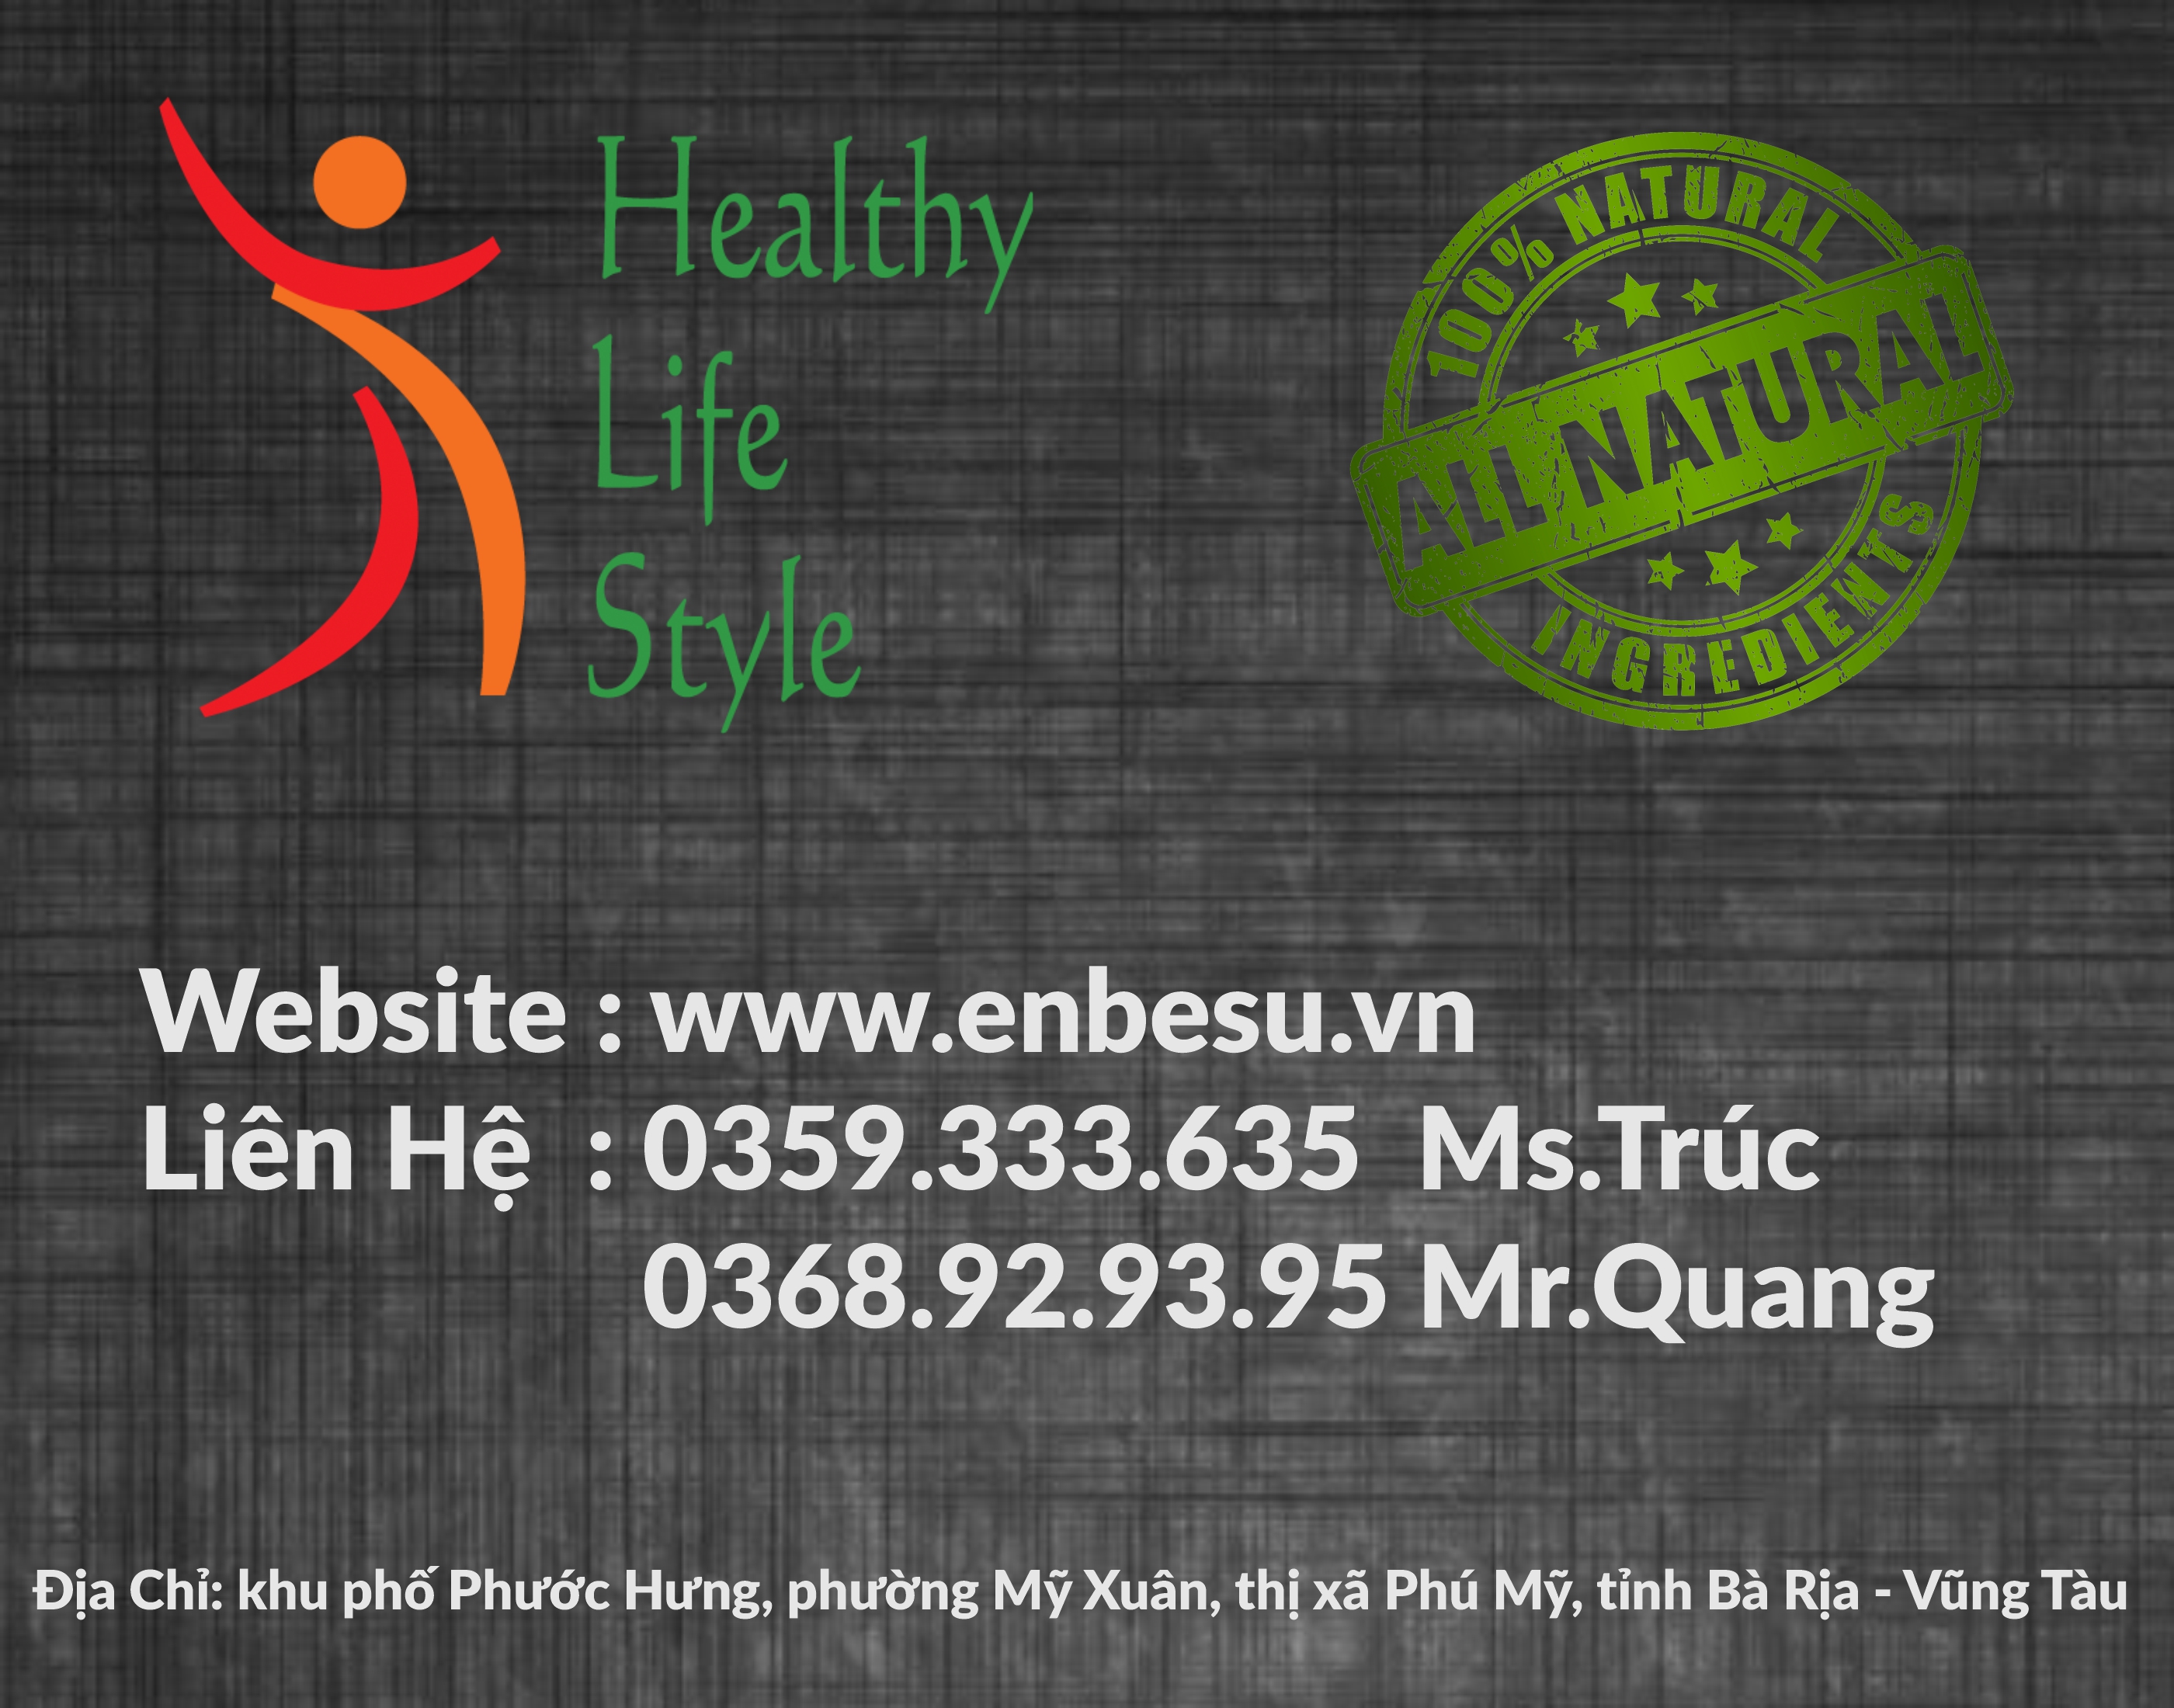 Healthy
Life
Style
100% NATURAL
ALL NATURAL
INGREDIENTS
Website : www.enbesu.vn
Liên Hệ : 0359.333.635 Ms.Trúc
0368.92.93.95 Mr.Quang
Địa Chỉ: khu phố Phước Hưng, phường Mỹ Xuân, thị xã Phú Mỹ, tỉnh Bà Rịa - Vũng Tàu